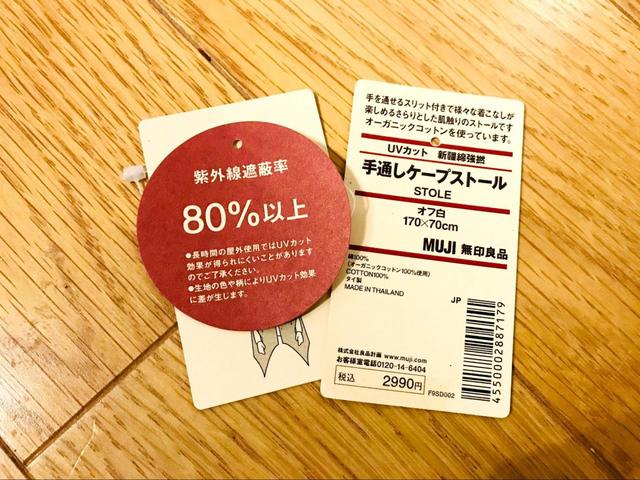 紫外線遮蔽率
80%以上
●長時間の屋外使用ではUVカット
効果が得られにくいことがあります
のでご了承ください。
●生地の色や柄によりUVカット効果
に差が生じます。
手を通せるスリット付きで様々な着こなしが
楽しめるさらりとした肌触りのストールです
オーガニックコットンを使っています。
UVカット 新疆綿強撚
手通しケープストール
STOLE
オフ白
170×70cm
MUJI 無印良品
綿100%
(オーガニックコットン100%使用)
COTTON100%
タイ製
MADE IN THAILAND
JP
株式会社良品計画 www.muji.com
お客様室電話0120-14-6404
税込 2990円
F9SD002
4550002887179